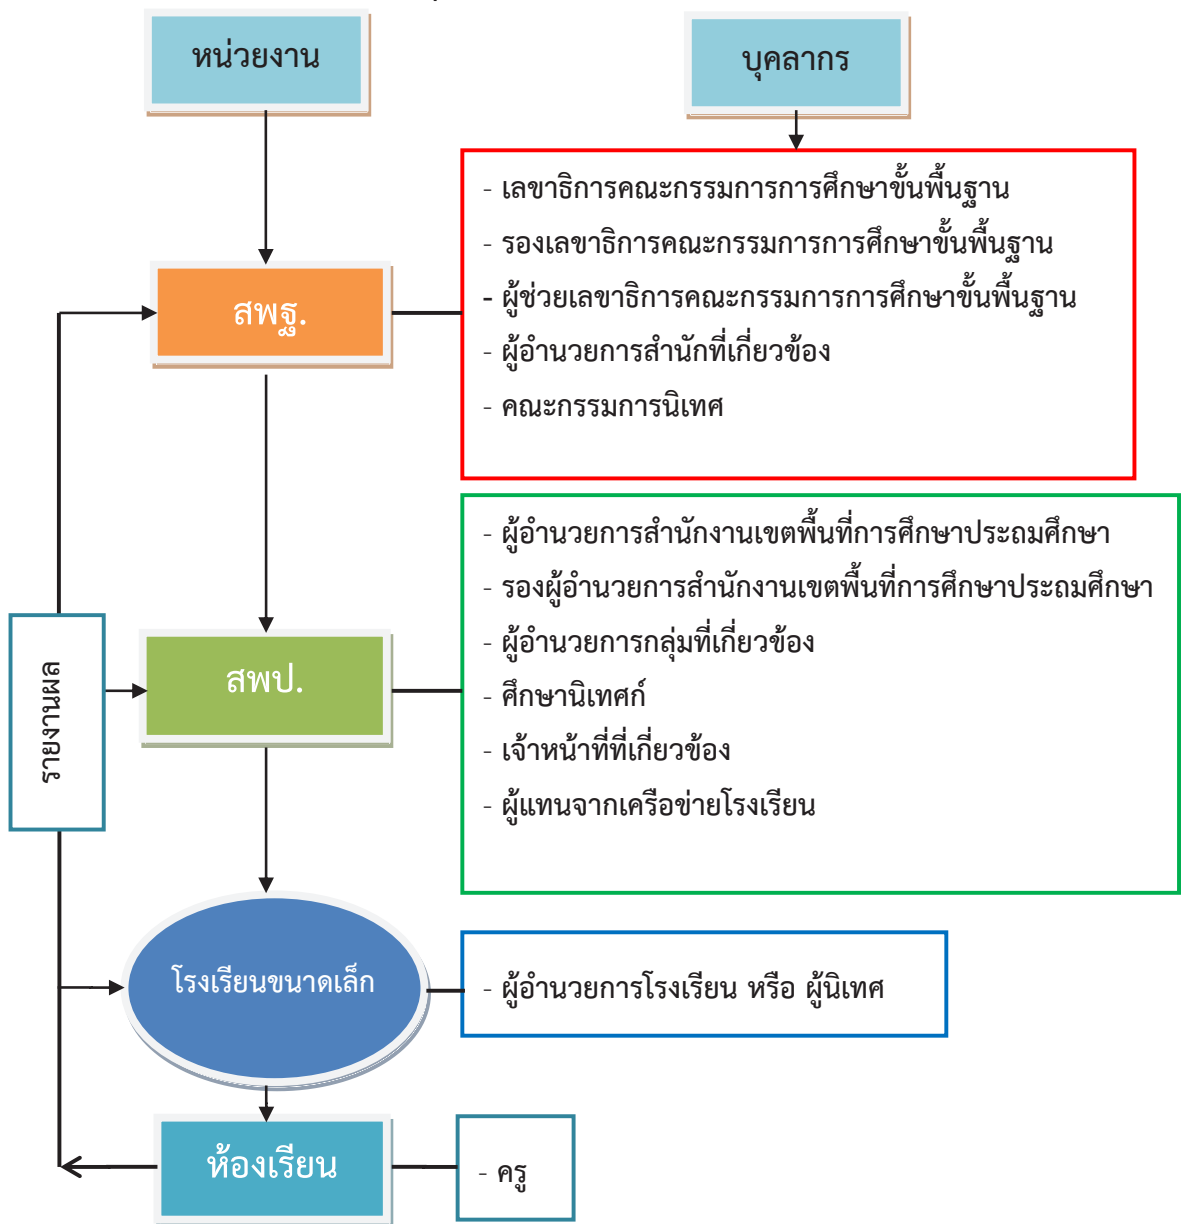 หน่วยงาน
บุคลากร
- เลขาธิการคณะกรรมการการศึกษาขั้นพื้นฐาน
- รองเลขาธิการคณะกรรมการการศึกษาขั้นพื้นฐาน
- ผู้ช่วยเลขาธิการคณะกรรมการการศึกษาขั้นพื้นฐาน
- ผู้อำนวยการสำนักที่เกี่ยวข้อง
- คณะกรรมการนิเทศ
สพฐ.
- ผู้อำนวยการสำนักงานเขตพื้นที่การศึกษาประถมศึกษา
- รองผู้อำนวยการสำนักงานเขตพื้นที่การศึกษาประถมศึกษา
- ผู้อำนวยการกลุ่มที่เกี่ยวข้อง
- ศึกษานิเทศก์
- เจ้าหน้าที่ที่เกี่ยวข้อง
- ผู้แทนจากเครือข่ายโรงเรียน
สพป.
รายงานผล
โรงเรียนขนาดเล็ก
- ผู้อำนวยการโรงเรียน หรือ ผู้นิเทศ
ห้องเรียน
- ครู